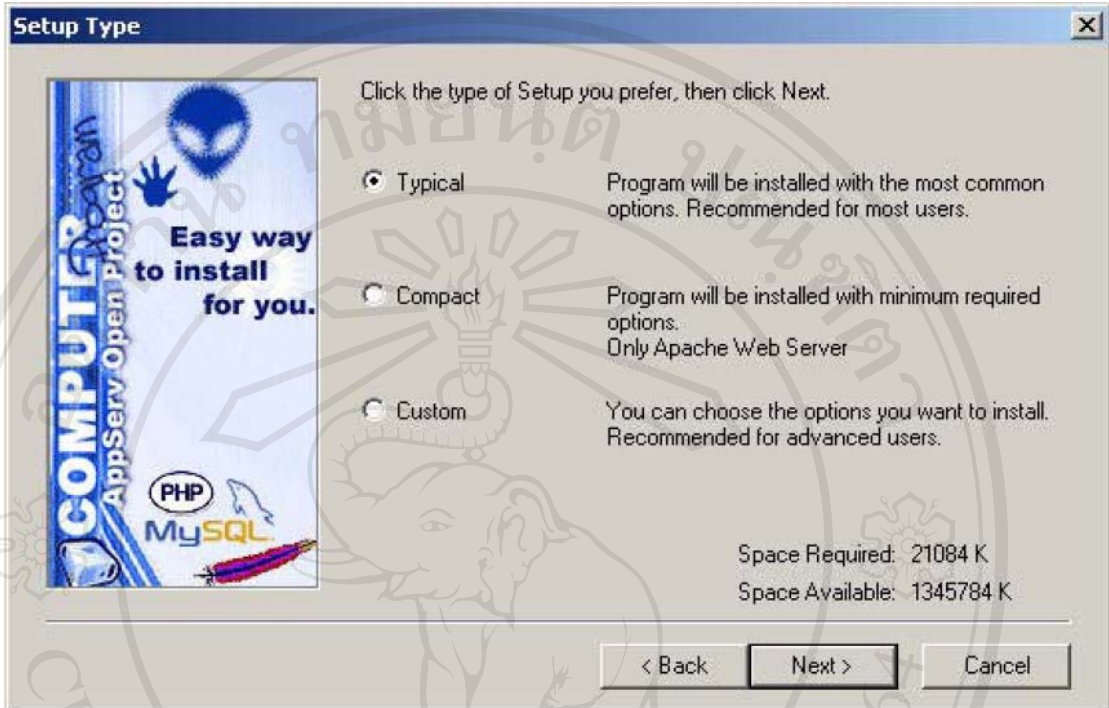 Setup Type
Click the type of Setup you prefer, then click Next.
Typical
Program will be installed with the most common
options. Recommended for most users.
Compact
Program will be installed with minimum required
options.
Only Apache Web Server
Custom
You can choose the options you want to install.
Recommended for advanced users.
COMPUTER
Program
AppServ Open Project
Easy way
to install
for you.
PHP
MySQL
Space Required: 21084 K
Space Available: 1345784 K
< Back
Next >
Cancel